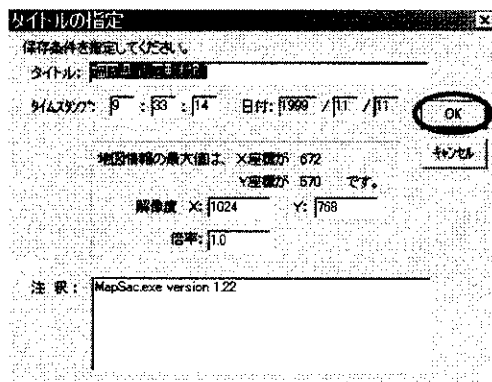 タイトルの指定
保存条件を指定してください。
タイトル:
タイムスタンプ: 9 : 33 : 14 日付: 1999 / 11 / 11
OK
キャンセル
地図情報の最大値は、X座標が 672
Y座標が 570 です。
解像度 X: 1024 Y: 768
倍率: 1.0
注 釈: MapSac.exe version 1.22